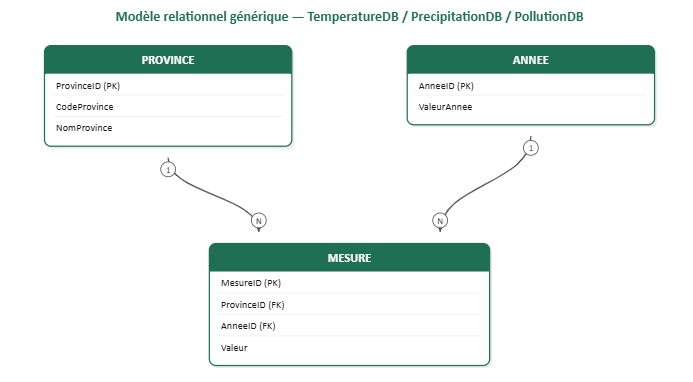 Modèle relationnel générique — TemperatureDB / PrecipitationDB / PollutionDB
PROVINCE
ProvinceID (PK)
CodeProvince
NomProvince
ANNEE
AnneeID (PK)
ValeurAnnee
1
1
N
N
MESURE
MesureID (PK)
ProvinceID (FK)
AnneeID (FK)
Valeur